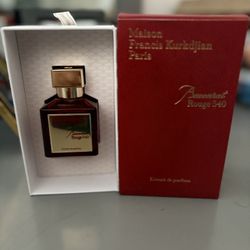 Maison
Francis Kurkdjian
Paris
Baccarat
Rouge 540
Extrait de parfum